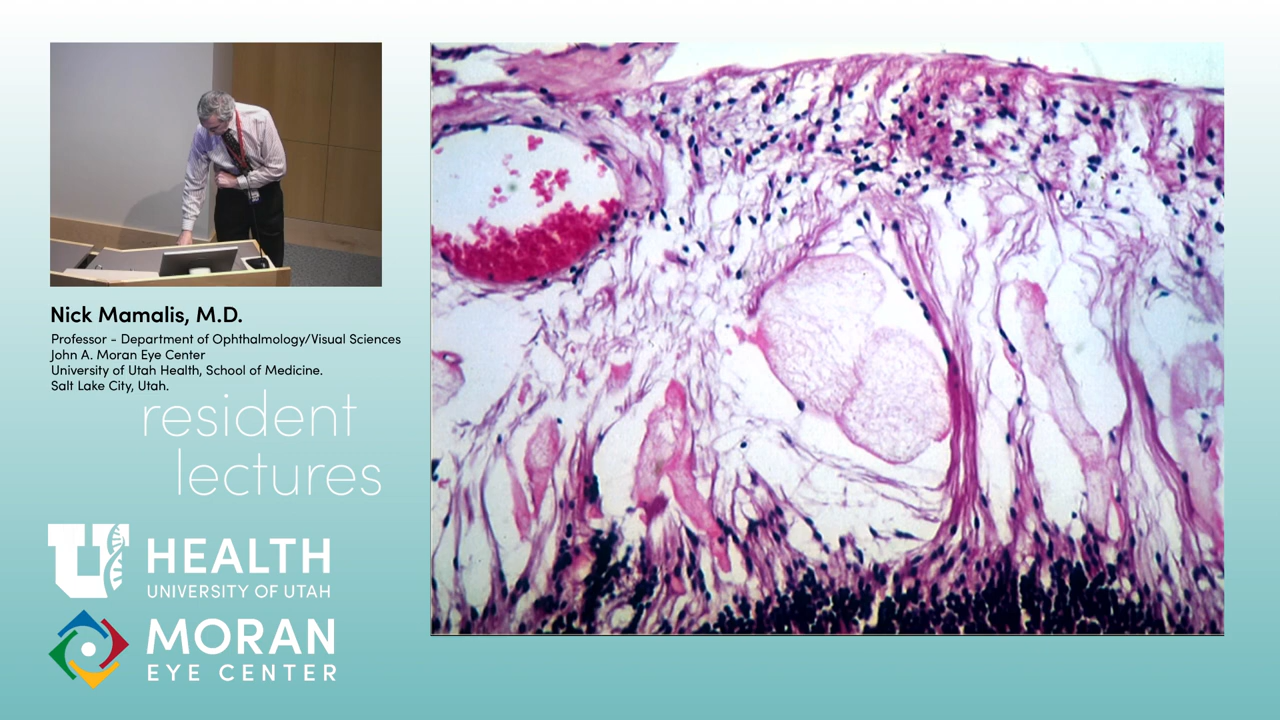 Nick Mamalis, M.D.
Professor - Department of Ophthalmology/Visual Sciences
John A. Moran Eye Center
University of Utah Health, School of Medicine.
Salt Lake City, Utah.
resident
lectures
U HEALTH
UNIVERSITY OF UTAH
MORAN
EYE CENTER